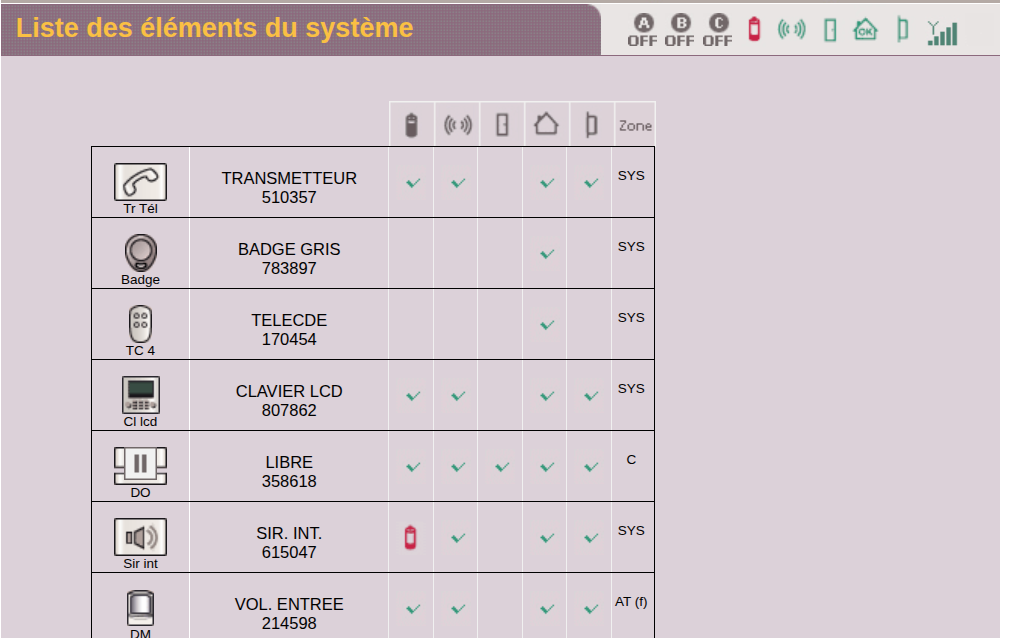 Liste des éléments du système
A B C
OFF OFF OFF
OK
Zone
TRANSMETTEUR
510357
Tr Tél
SYS
BADGE GRIS
783897
Badge
SYS
TELECDE
170454
TC 4
SYS
CLAVIER LCD
807862
Cl lcd
SYS
LIBRE
358618
DO
C
SIR. INT.
615047
Sir int
SYS
VOL. ENTREE
214598
DM
AT (f)